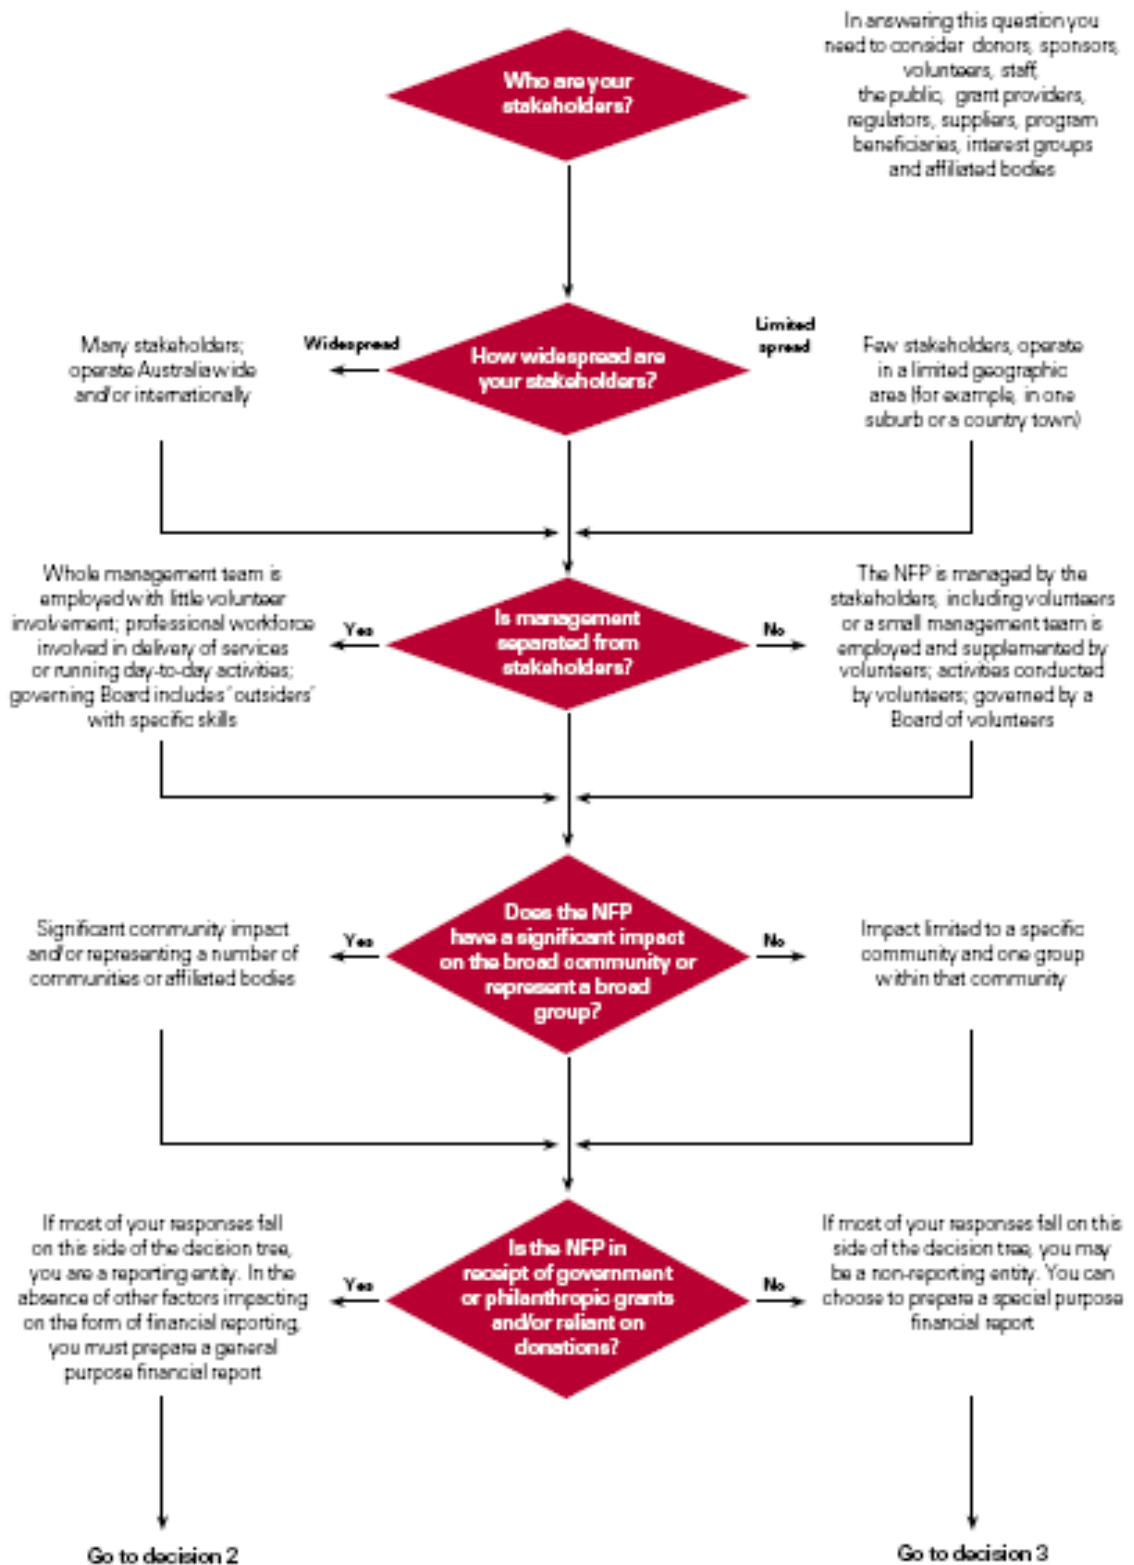 Who are your
stakeholders?
In answering this question you
need to consider donors, sponsors,
volunteers, staff,
the public, grant providers,
regulators, suppliers, program
beneficiaries, interest groups
and affiliated bodies
Many stakeholders;
operate Australia wide
and/or internationally
Widespread
How widespread are
your stakeholders?
Limited
spread
Few stakeholders, operate
in a limited geographic
area (for example, in one
suburb or a country town)
Whole management team is
employed with little volunteer
involvement; professional workforce
involved in delivery of services
or running day-to-day activities;
governing Board includes 'outsiders'
with specific skills
Yes
Is management
separated from
stakeholders?
No
The NFP is managed by the
stakeholders, including volunteers
or a small management team is
employed and supplemented by
volunteers; activities conducted
by volunteers; governed by a
Board of volunteers
Significant community impact
and/or representing a number of
communities or affiliated bodies
Yes
Does the NFP
have a significant impact
on the broad community or
represent a broad
group?
No
Impact limited to a specific
community and one group
within that community
If most of your responses fall
on this side of the decision tree,
you are a reporting entity. In the
absence of other factors impacting
on the form of financial reporting,
you must prepare a general
purpose financial report
Yes
Is the NFP in
receipt of government
or philanthropic grants
and/or reliant on
donations?
No
If most of your responses fall on this
side of the decision tree, you may
be a non-reporting entity. You can
choose to prepare a special purpose
financial report
Go to decision 2
Go to decision 3